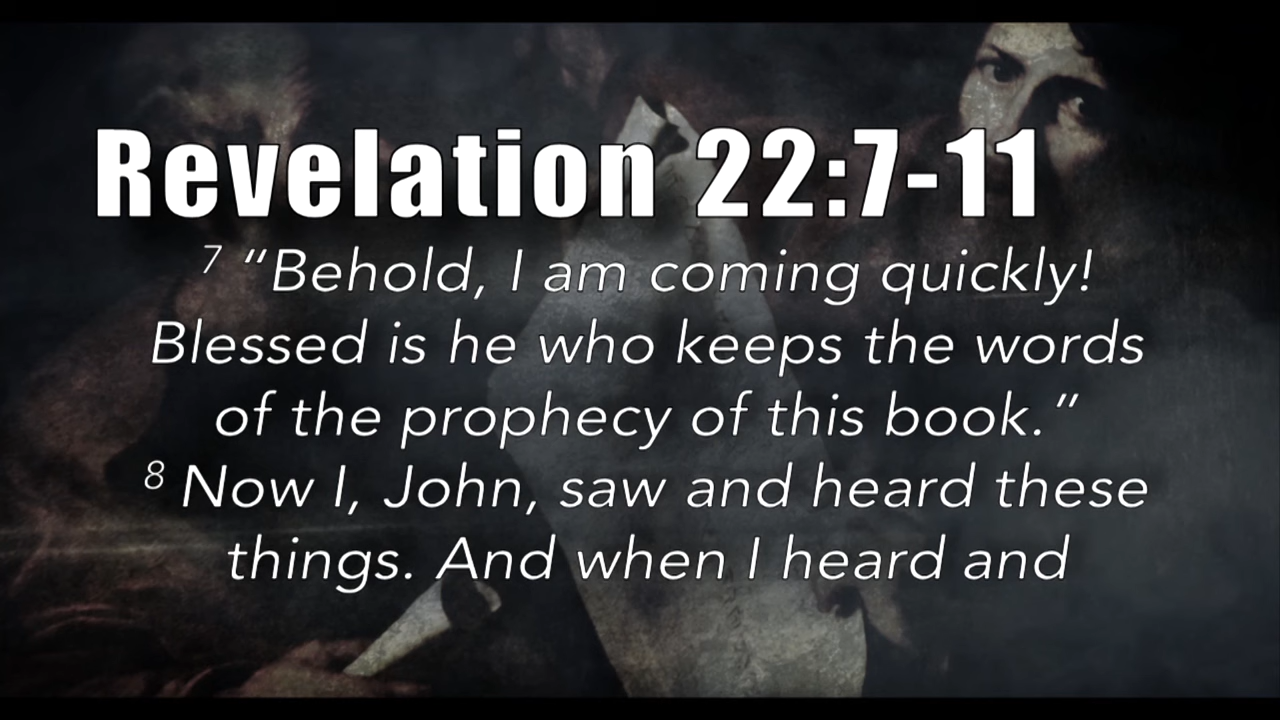 Revelation 22:7-11
7 “Behold, I am coming quickly!
Blessed is he who keeps the words
of the prophecy of this book.”
8 Now I, John, saw and heard these
things. And when I heard and